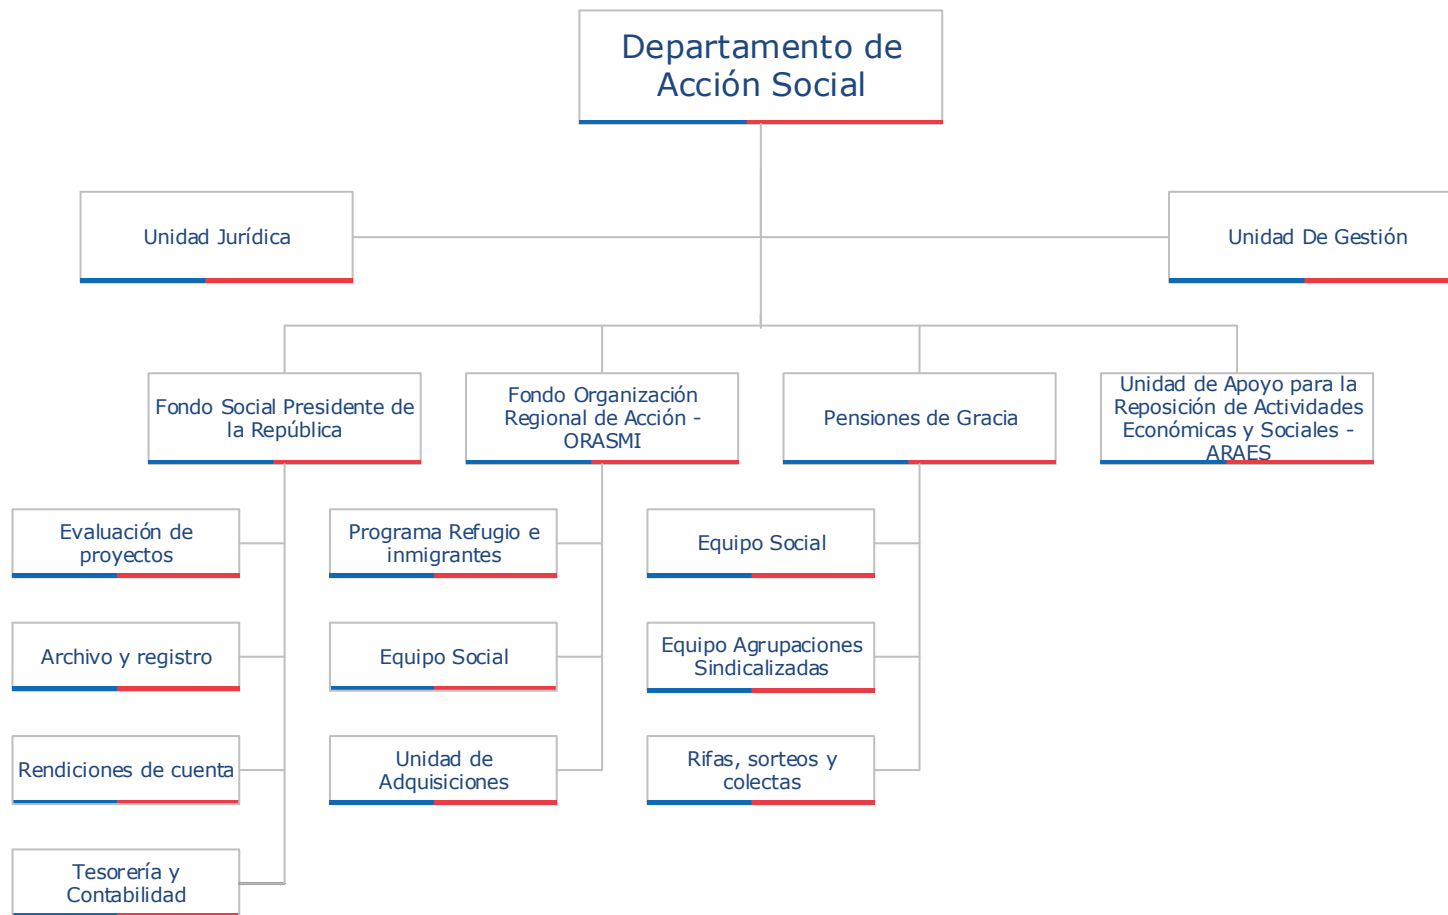 Departamento de
Acción Social
Unidad Jurídica
Unidad De Gestión
Fondo Social Presidente de
la República
Fondo Organización
Regional de Acción -
ORASMI
Pensiones de Gracia
Unidad de Apoyo para la
Reposición de Actividades
Económicas y Sociales -
ARAES
Evaluación de
proyectos
Programa Refugio e
inmigrantes
Equipo Social
Archivo y registro
Equipo Social
Equipo Agrupaciones
Sindicalizadas
Rendiciones de cuenta
Unidad de
Adquisiciones
Rifas, sorteos y
colectas
Tesorería y
Contabilidad